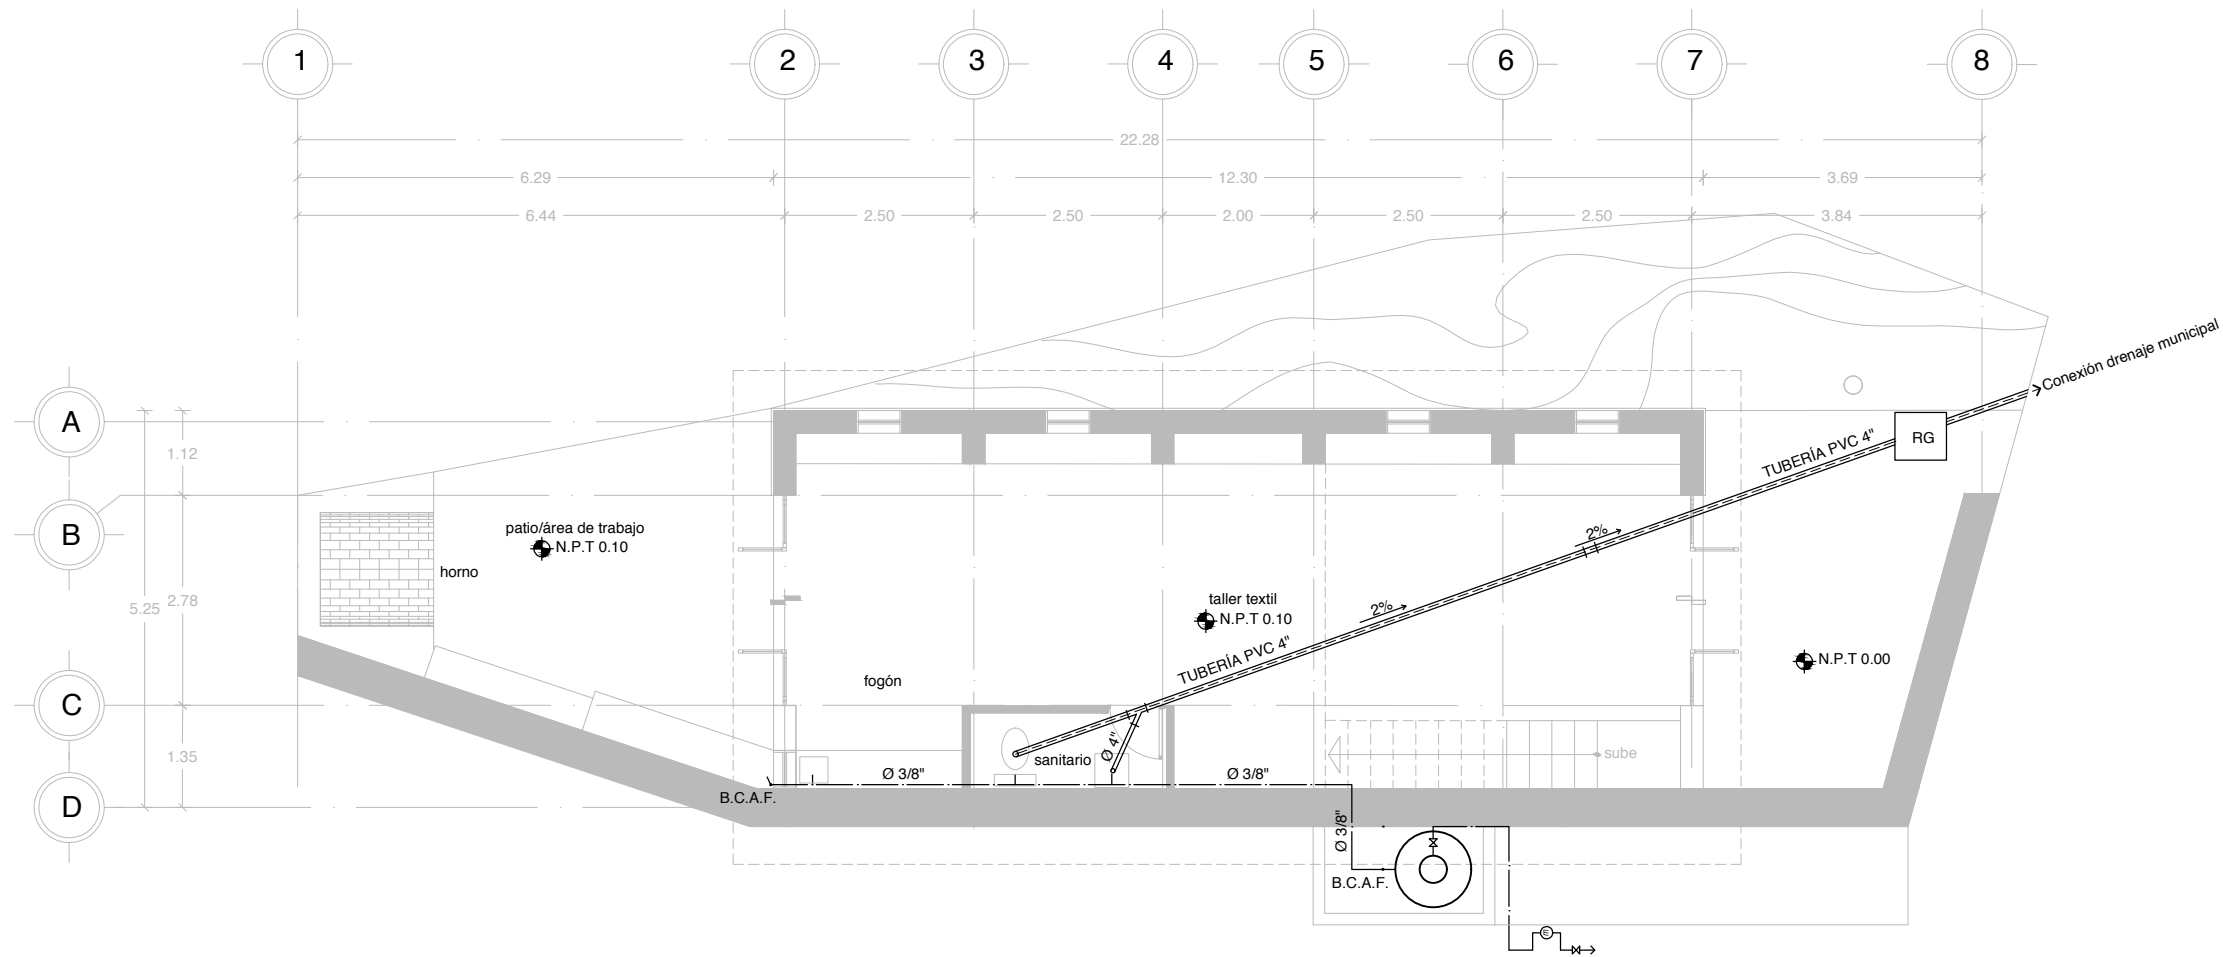 1 2 3 4 5 6 7 8
22.28
6.29 12.30 3.69
6.44 2.50 2.50 2.00 2.50 2.50 3.84
Conexión drenaje municipal
A
1.12
RG
TUBERÍA PVC 4"
B
patio/área de trabajo
N.P.T 0.10
2%
horno
5.25 2.78
taller textil
N.P.T 0.10
2%
TUBERÍA PVC 4"
N.P.T 0.00
fogón
C
1.35
Ø 4"
sanitario
sube
Ø 3/8" Ø 3/8"
B.C.A.F.
D
Ø 3/8"
B.C.A.F.